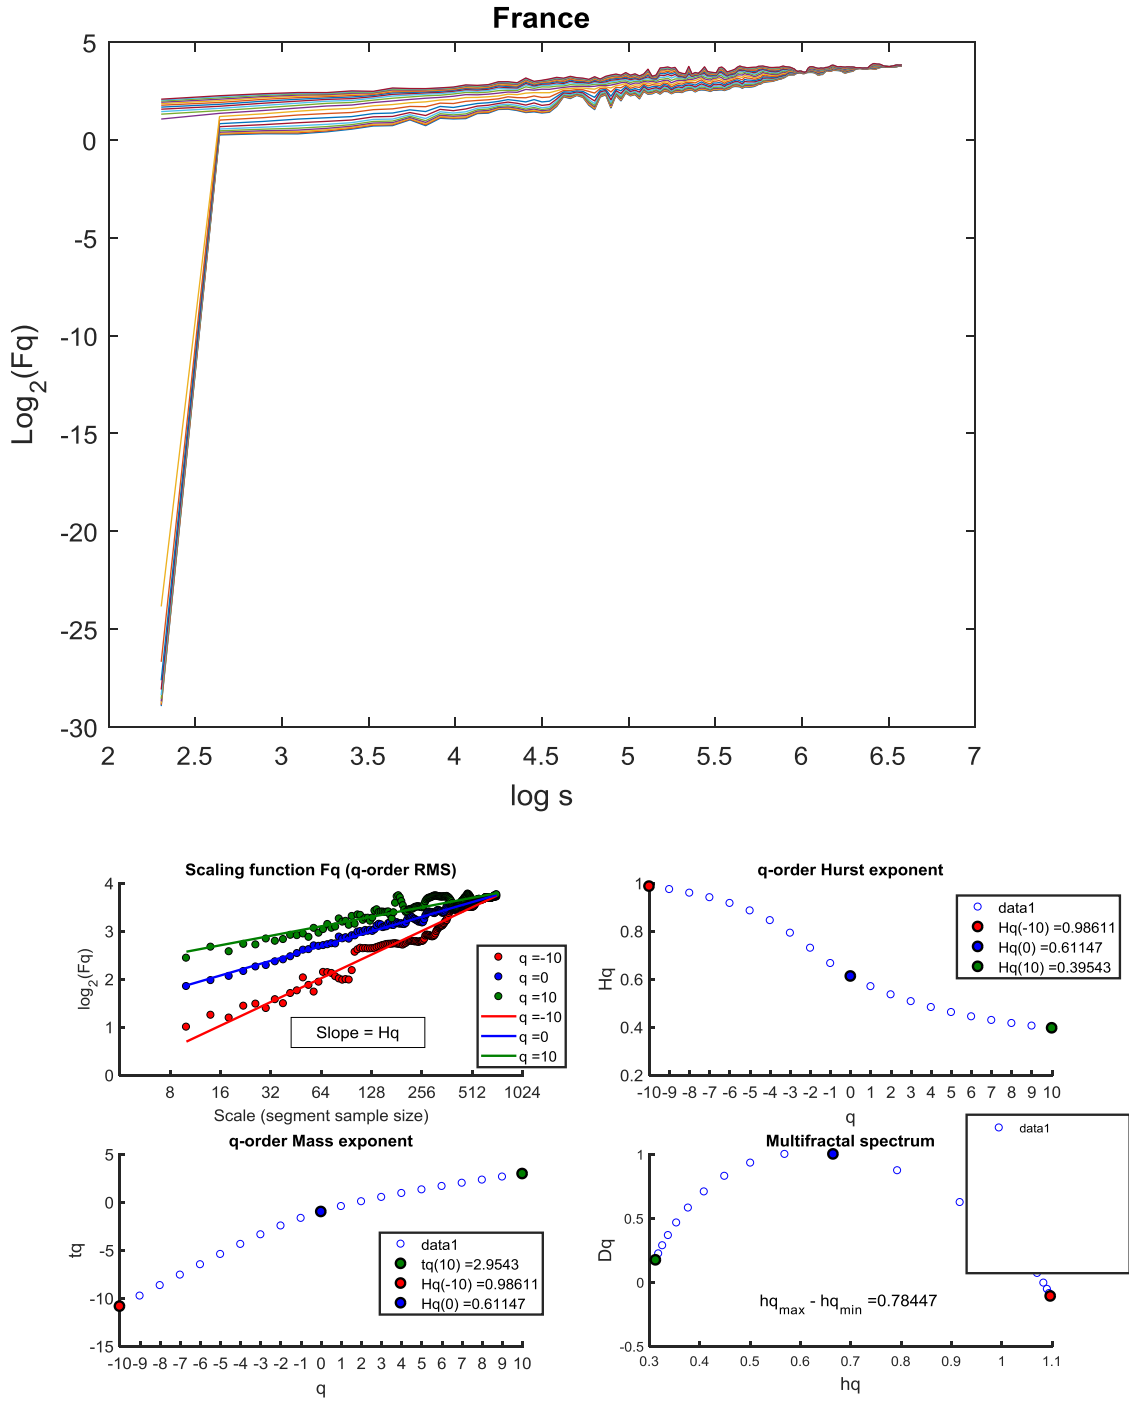 France
5
0
-5
-10
-15
-20
-25
-30
Log2(Fq)
2 2.5 3 3.5 4 4.5 5 5.5 6 6.5 7
log s
Scaling function Fq (q-order RMS)
4
3
2
1
0
log2(Fq)
q =-10
q =0
q =10
q =-10
q =0
q =10
Slope = Hq
8 16 32 64 128 256 512 1024
Scale (segment sample size)
q-order Hurst exponent
1
0.8
0.6
0.4
0.2
Hq
data1
Hq(-10) =0.98611
Hq(0) =0.61147
Hq(10) =0.39543
-10 -9 -8 -7 -6 -5 -4 -3 -2 -1 0 1 2 3 4 5 6 7 8 9 10
q
q-order Mass exponent
5
0
-5
-10
-15
tq
data1
tq(10) =2.9543
Hq(-10) =0.98611
Hq(0) =0.61147
-10 -9 -8 -7 -6 -5 -4 -3 -2 -1 0 1 2 3 4 5 6 7 8 9 10
q
Multifractal spectrum
1
0.5
0
-0.5
Dq
data1
hqmax - hqmin =0.78447
0.3 0.4 0.5 0.6 0.7 0.8 0.9 1 1.1
hq